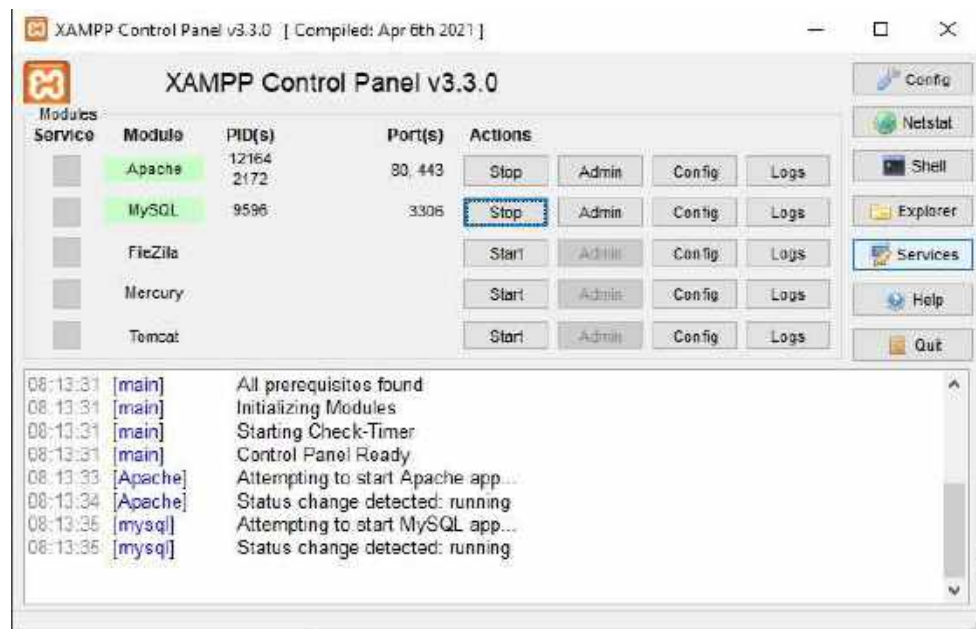 XAMPP Control Panel v3.3.0 [ Compiled: Apr 6th 2021 ]
XAMPP Control Panel v3.3.0
Config
Modules
Service Module PID(s) Port(s) Actions
Netstat
Apache 12164 2172 80, 443 Stop Admin Config Logs
Shell
MySQL 9596 3306 Stop Admin Config Logs
Explorer
FileZilla Start Admin Config Logs
Services
Mercury Start Admin Config Logs
Help
Tomcat Start Admin Config Logs
Quit
08:13:31 [main] All prerequisites found
08:13:31 [main] Initializing Modules
08:13:31 [main] Starting Check-Timer
08:13:31 [main] Control Panel Ready
08:13:33 [Apache] Attempting to start Apache app...
08:13:34 [Apache] Status change detected: running
08:13:35 [mysql] Attempting to start MySQL app...
08:13:35 [mysql] Status change detected: running